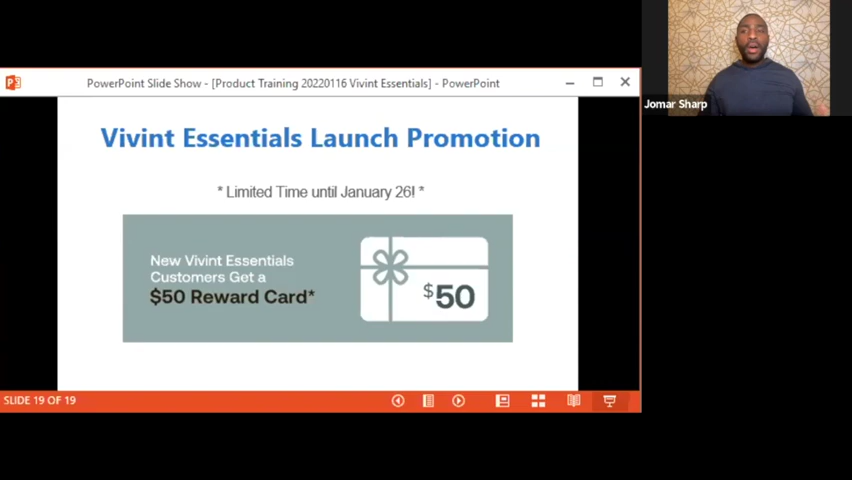 PowerPoint Slide Show - [Product Training 20220116 Vivint Essentials] - PowerPoint
Jomar Sharp
Vivint Essentials Launch Promotion
* Limited Time until January 26! *
New Vivint Essentials
Customers Get a
$50 Reward Card*
$50
SLIDE 19 OF 19